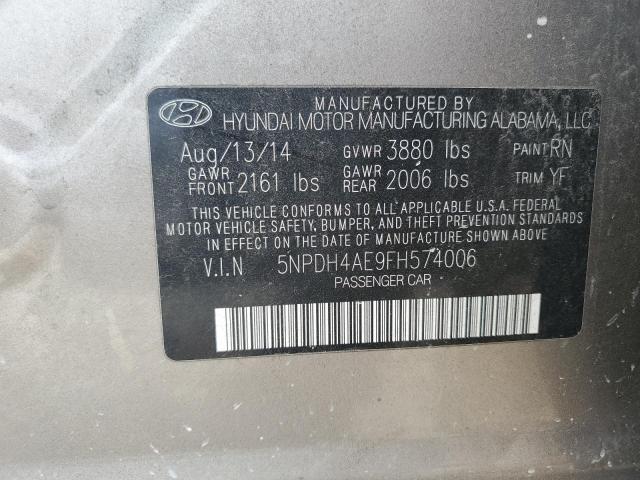 MANUFACTURED BY
HYUNDAI MOTOR MANUFACTURING ALABAMA, LLC
Aug/13/14 GVWR 3880 lbs PAINT RN
GAWR FRONT 2161 lbs GAWR REAR 2006 lbs TRIM YF
THIS VEHICLE CONFORMS TO ALL APPLICABLE U.S.A. FEDERAL
MOTOR VEHICLE SAFETY, BUMPER, AND THEFT PREVENTION STANDARDS
IN EFFECT ON THE DATE OF MANUFACTURE SHOWN ABOVE.
V.I.N 5NPDH4AE9FH574006
PASSENGER CAR